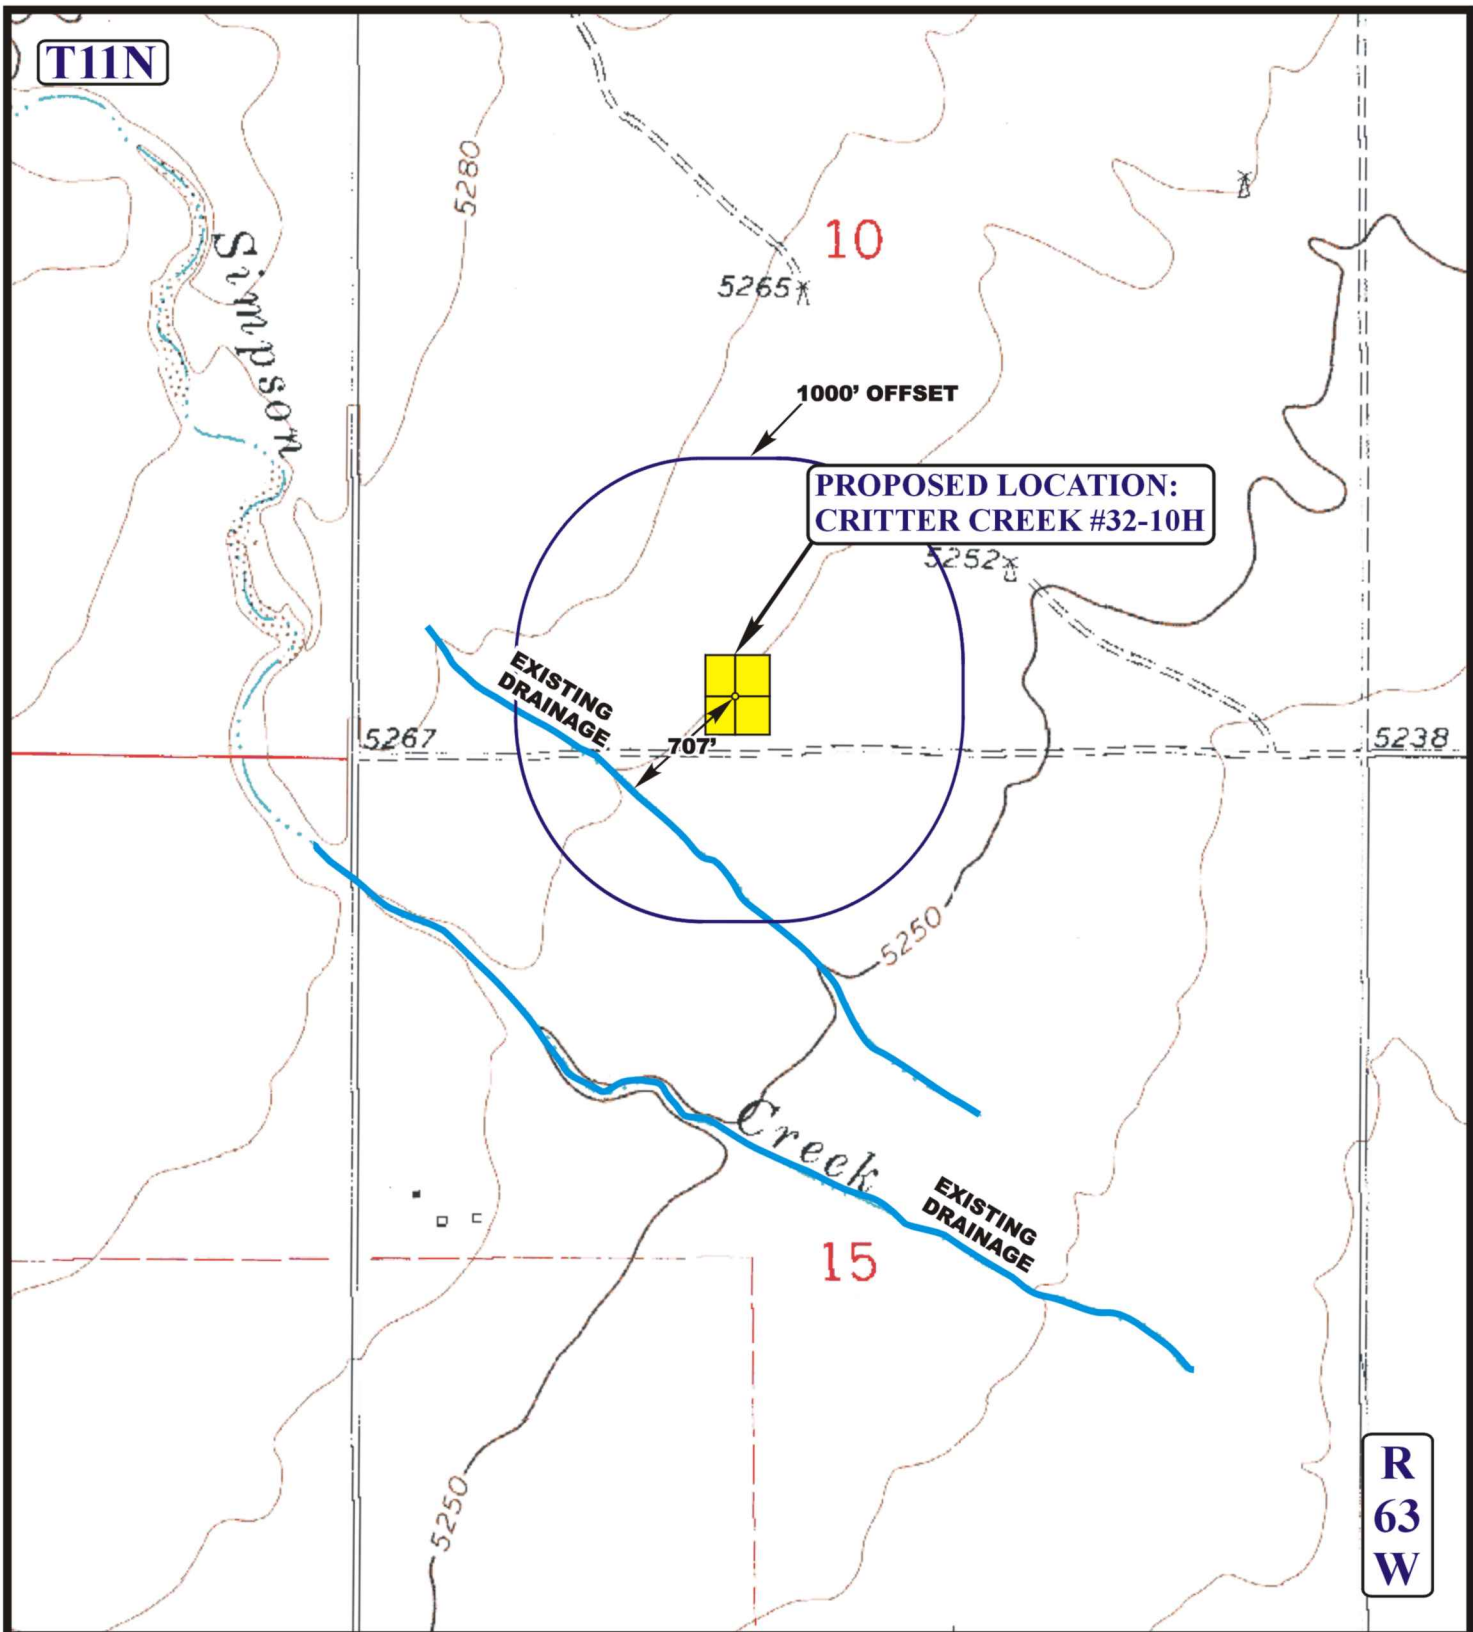 T11N
5280
10
Simpson
5265
1000' OFFSET
PROPOSED LOCATION:
CRITTER CREEK #32-10H
5252
EXISTING
DRAINAGE
707'
5267
5238
5250
Creek
EXISTING
DRAINAGE
15
5250
R
63
W